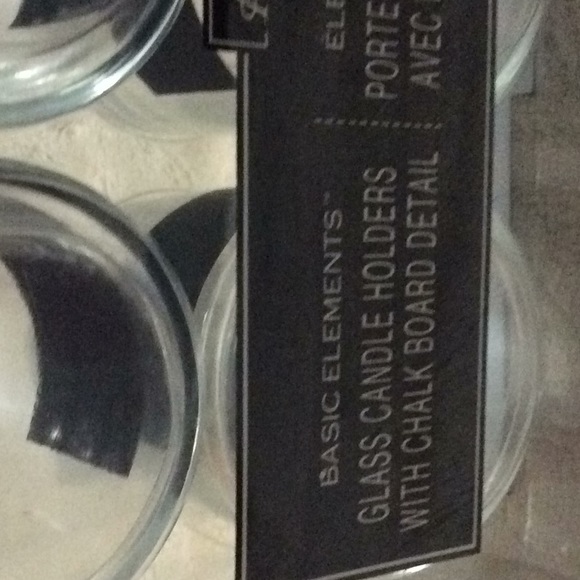 BASIC ELEMENTS™
GLASS CANDLE HOLDERS
WITH CHALK BOARD DETAIL
PORTE
AVEC